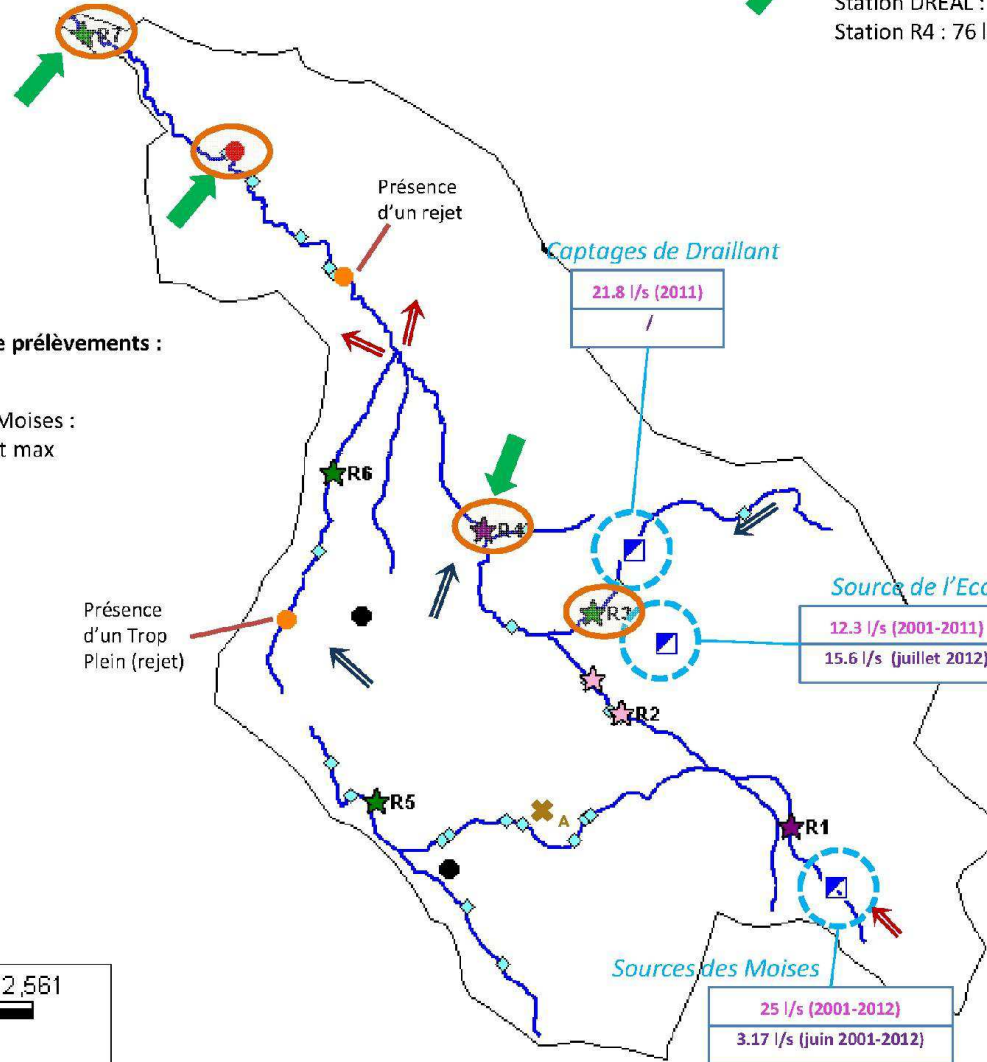 Station DREAL :
Station R4 : 76 l
R7
Présence
d'un rejet
Captages de Draillant
21.8 l/s (2011)
/
e prélèvements :
Moises :
t max
R6
R4
Source de l'Eco
12.3 l/s (2001-2011)
15.6 l/s (juillet 2012)
R3
Présence
d'un Trop
Plein (rejet)
R2
R5
A
R1
Sources des Moises
25 l/s (2001-2012)
3.17 l/s (juin 2001-2012)
2,561